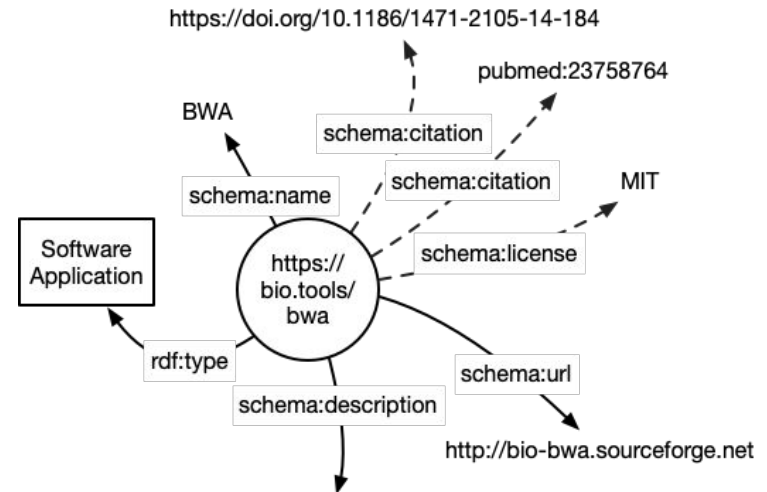 https://doi.org/10.1186/1471-2105-14-184
pubmed:23758764
BWA
schema:citation
schema:citation
MIT
schema:name
Software
Application
https://
bio.tools/
bwa
schema:license
rdf:type
schema:url
schema:description
http://bio-bwa.sourceforge.net